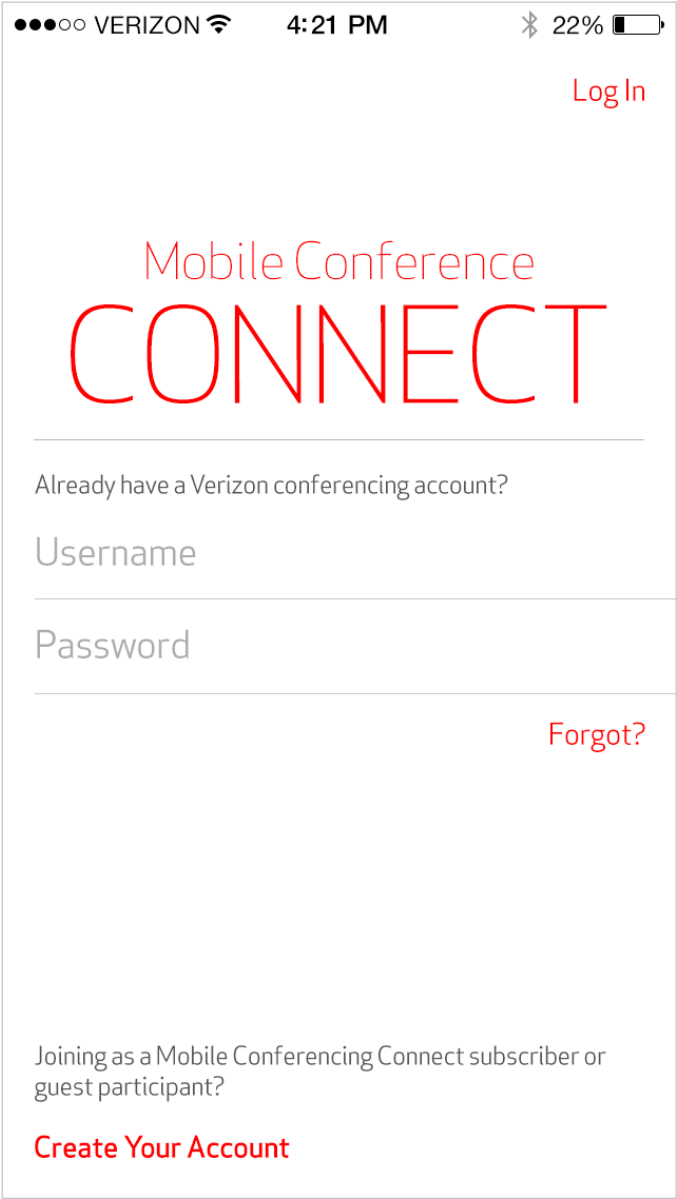 VERIZON 4:21 PM 22%
Log In
Mobile Conference
CONNECT
Already have a Verizon conferencing account?
Username
Password
Forgot?
Joining as a Mobile Conferencing Connect subscriber or
guest participant?
Create Your Account